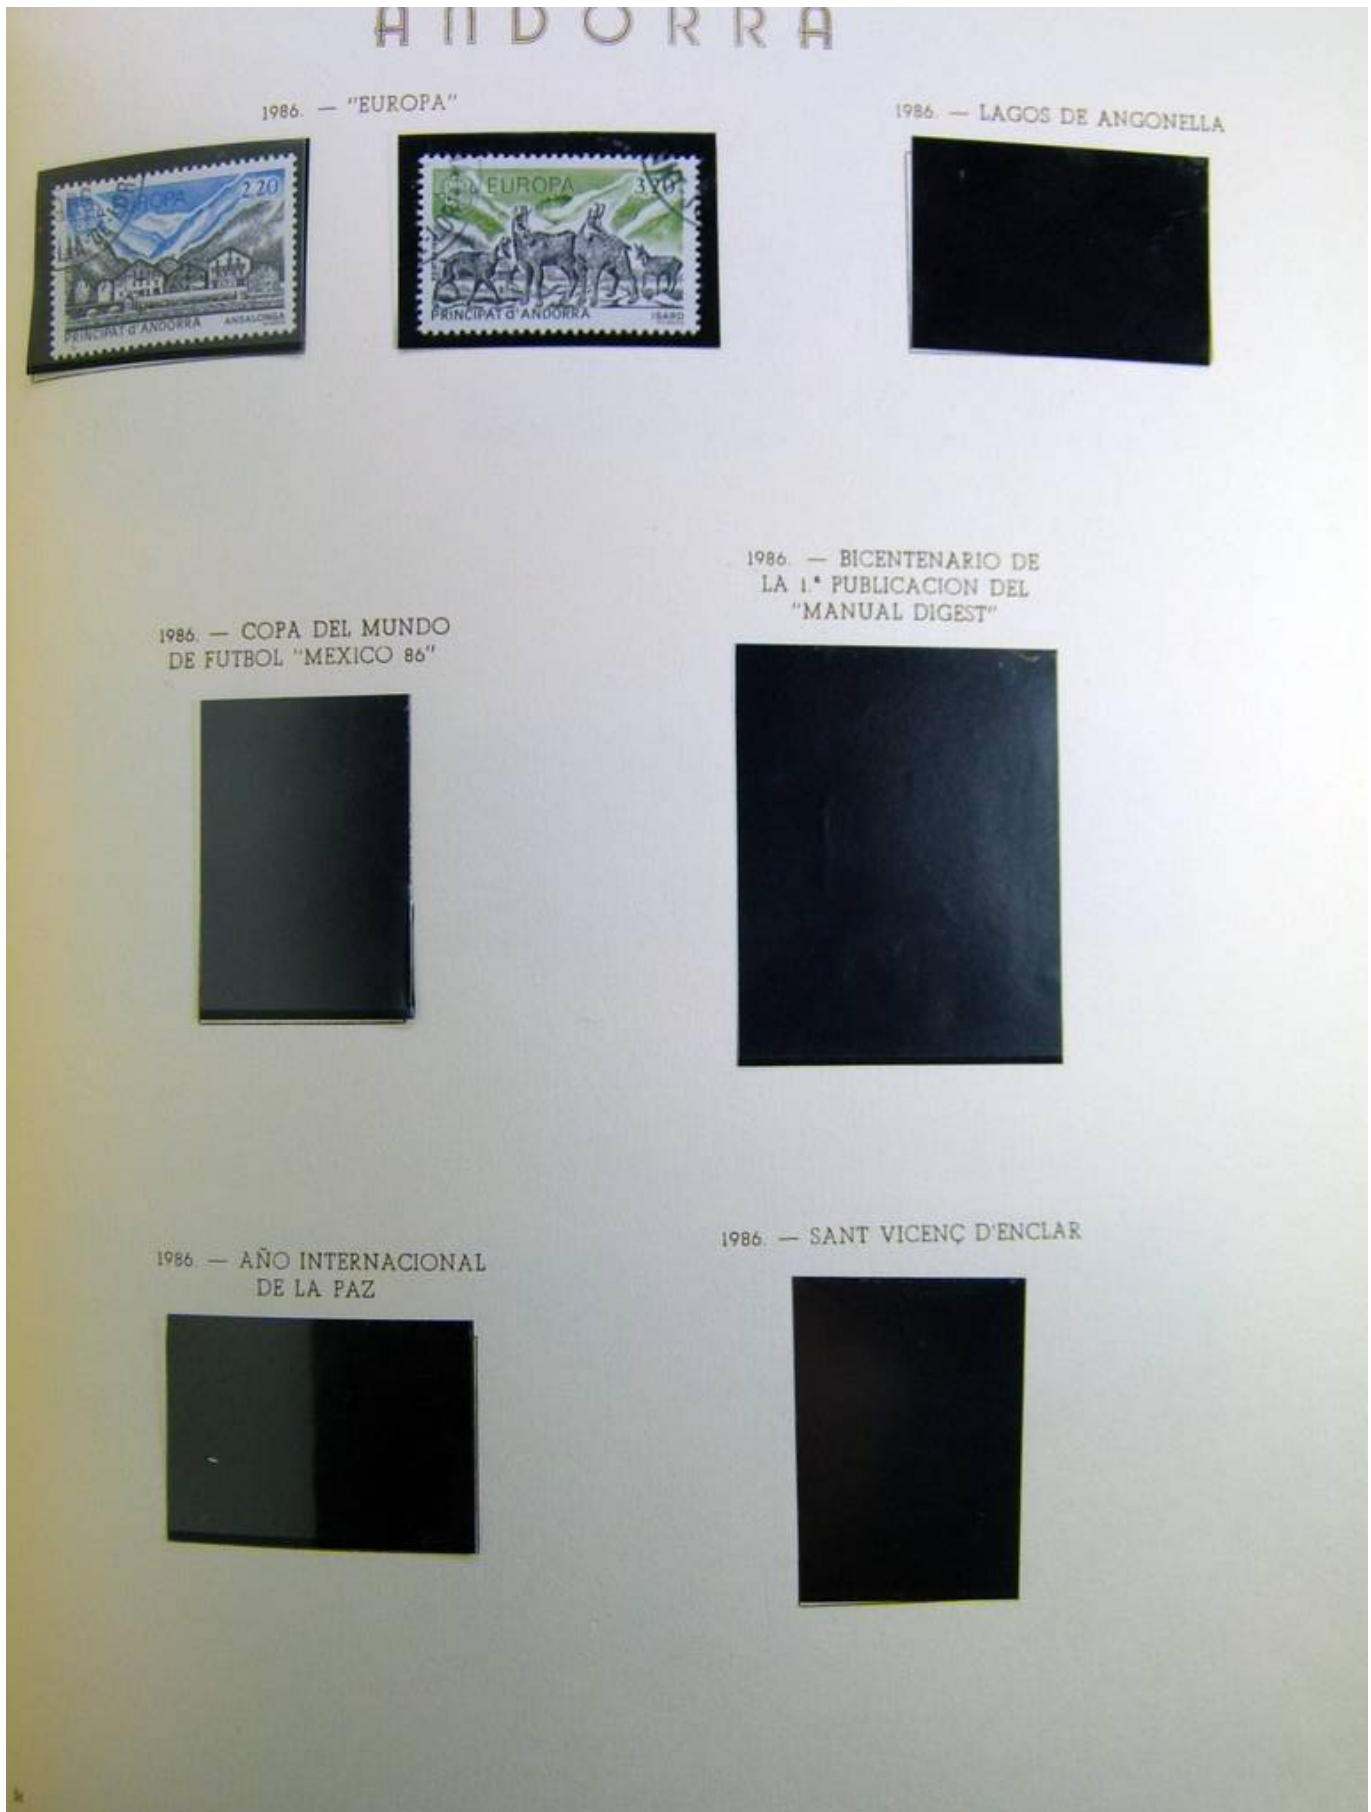 ANDORRA
1986. — "EUROPA"
1986. — LAGOS DE ANGONELLA
EUROPA
2.20
PRINCIPAT d'ANDORRA
ANSALONGA
EUROPA
3.20
PRINCIPAT d'ANDORRA
ISARD
1986. — COPA DEL MUNDO
DE FUTBOL "MEXICO 86"
1986. — BICENTENARIO DE
LA 1.ª PUBLICACION DEL
"MANUAL DIGEST"
1986. — AÑO INTERNACIONAL
DE LA PAZ
1986. — SANT VICENÇ D'ENCLAR